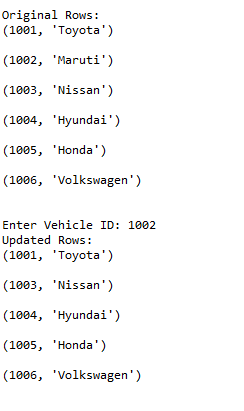 Original Rows:
(1001, 'Toyota')
(1002, 'Maruti')
(1003, 'Nissan')
(1004, 'Hyundai')
(1005, 'Honda')
(1006, 'Volkswagen')
Enter Vehicle ID: 1002
Updated Rows:
(1001, 'Toyota')
(1003, 'Nissan')
(1004, 'Hyundai')
(1005, 'Honda')
(1006, 'Volkswagen')